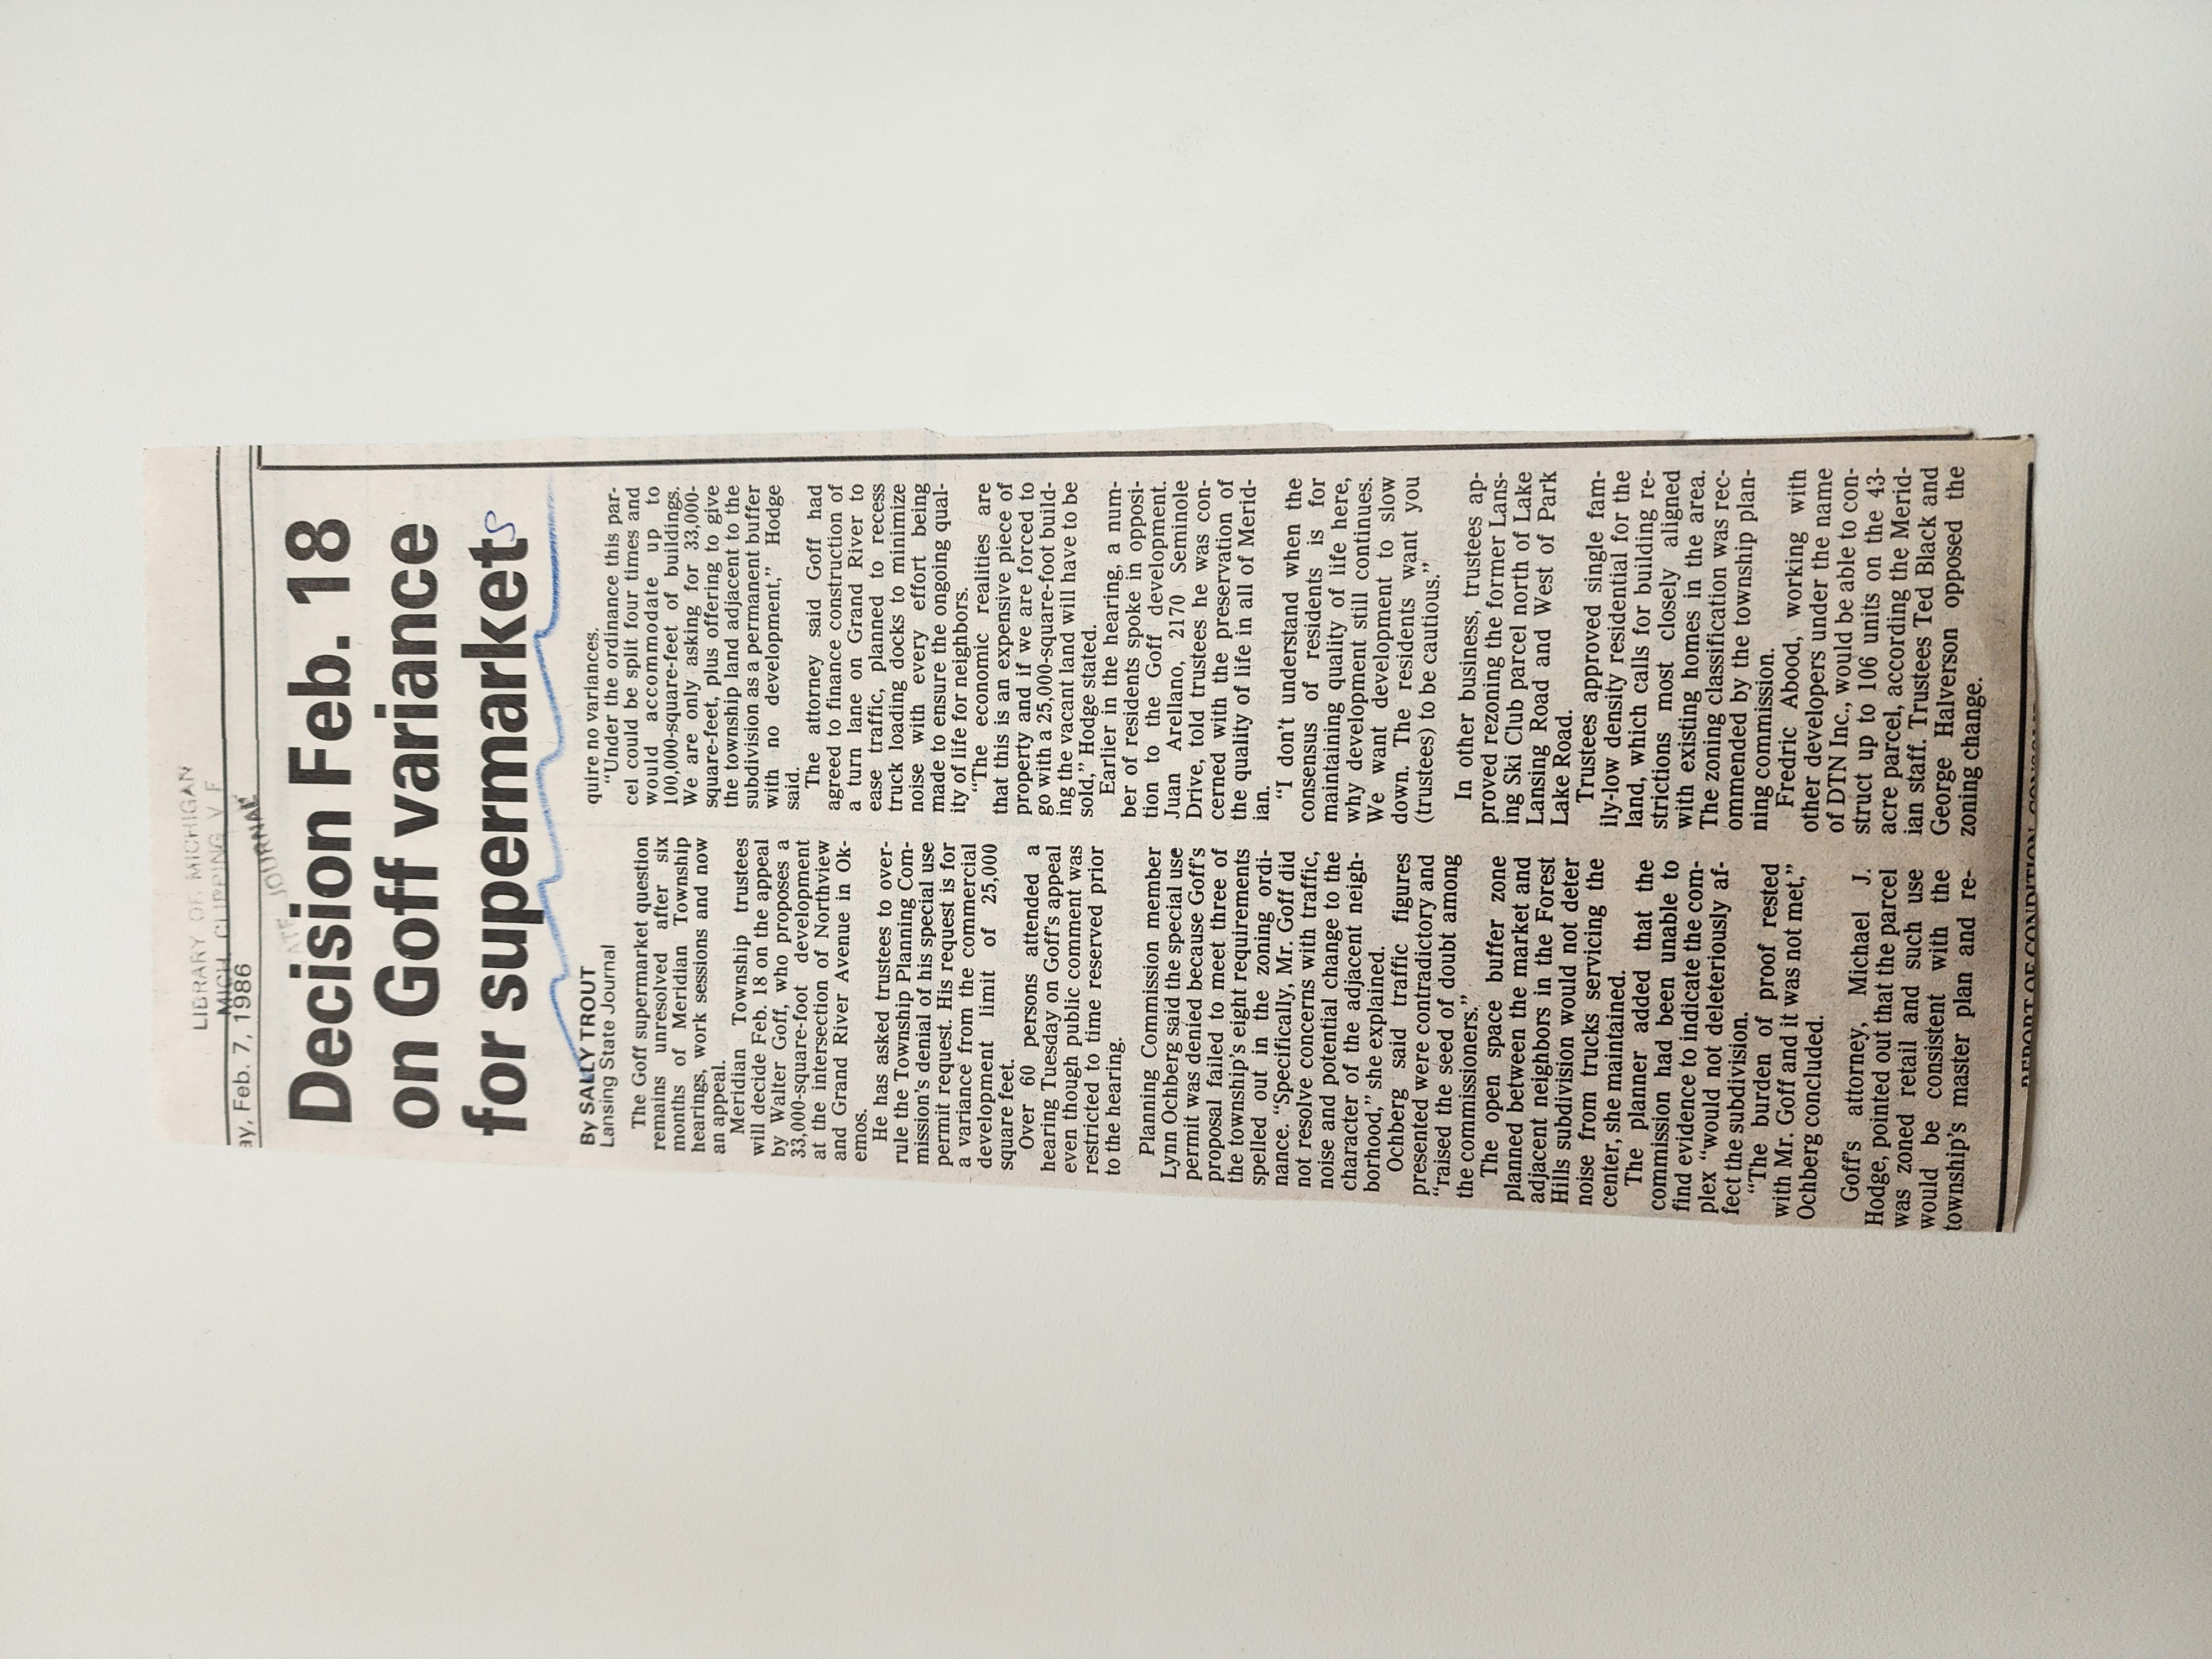 LIBRARY OF MICHIGAN
MICH. CLIPPING V F
ay, Feb. 7, 1986
ATE JOURNAL
Decision Feb. 18
on Goff variance
for supermarkets
By SALLY TROUT
Lansing State Journal
The Goff supermarket question
remains unresolved after six
months of Meridian Township
hearings, work sessions and now
an appeal.
Meridian Township trustees
will decide Feb. 18 on the appeal
by Walter Goff, who proposes a
33,000-square-foot development
at the intersection of Northview
and Grand River Avenue in Ok-
emos.
He has asked trustees to over-
rule the Township Planning Com-
mission's denial of his special use
permit request. His request is for
a variance from the commercial
development limit of 25,000
square feet.
Over 60 persons attended a
hearing Tuesday on Goff's appeal
even though public comment was
restricted to time reserved prior
to the hearing.
Planning Commission member
Lynn Ochberg said the special use
permit was denied because Goff's
proposal failed to meet three of
the township's eight requirements
spelled out in the zoning ordi-
nance. “Specifically, Mr. Goff did
not resolve concerns with traffic,
noise and potential change to the
character of the adjacent neigh-
borhood,” she explained.
Ochberg said traffic figures
presented were contradictory and
“raised the seed of doubt among
the commissioners.”
The open space buffer zone
planned between the market and
adjacent neighbors in the Forest
Hills subdivision would not deter
noise from trucks servicing the
center, she maintained.
The planner added that the
commission had been unable to
find evidence to indicate the com-
plex “would not deleteriously af-
fect the subdivision.
“The burden of proof rested
with Mr. Goff and it was not met,”
Ochberg concluded.
Goff's attorney, Michael J.
Hodge, pointed out that the parcel
was zoned retail and such use
would be consistent with the
township's master plan and re-
quire no variances.
“Under the ordinance this par-
cel could be split four times and
would accommodate up to
100,000-square-feet of buildings.
We are only asking for 33,000-
square-feet, plus offering to give
the township land adjacent to the
subdivision as a permanent buffer
with no development,” Hodge
said.
The attorney said Goff had
agreed to finance construction of
a turn lane on Grand River to
ease traffic, planned to recess
truck loading docks to minimize
noise with every effort being
made to ensure the ongoing qual-
ity of life for neighbors.
“The economic realities are
that this is an expensive piece of
property and if we are forced to
go with a 25,000-square-foot build-
ing the vacant land will have to be
sold,” Hodge stated.
Earlier in the hearing, a num-
ber of residents spoke in opposi-
tion to the Goff development.
Juan Arellano, 2170 Seminole
Drive, told trustees he was con-
cerned with the preservation of
the quality of life in all of Merid-
ian.
“I don't understand when the
consensus of residents is for
maintaining quality of life here,
why development still continues.
We want development to slow
down. The residents want you
(trustees) to be cautious.”
In other business, trustees ap-
proved rezoning the former Lans-
ing Ski Club parcel north of Lake
Lansing Road and West of Park
Lake Road.
Trustees approved single fam-
ily-low density residential for the
land, which calls for building re-
strictions most closely aligned
with existing homes in the area.
The zoning classification was rec-
ommended by the township plan-
ning commission.
Fredric Abood, working with
other developers under the name
of DTN Inc., would be able to con-
struct up to 106 units on the 43-
acre parcel, according the Merid-
ian staff. Trustees Ted Black and
George Halverson opposed the
zoning change.
REPORT OF CONDITION